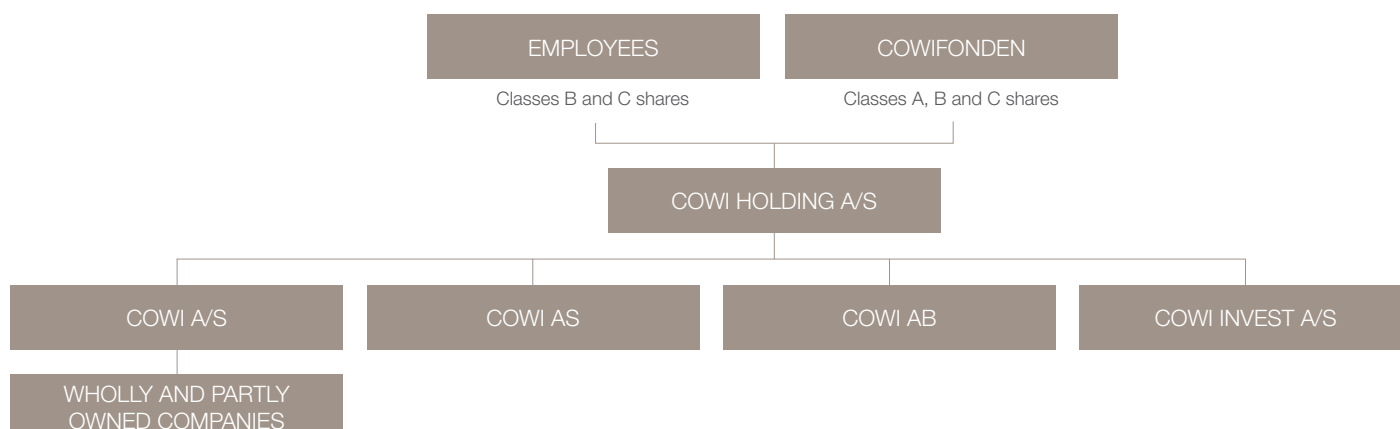 EMPLOYEES
COWIFONDEN
Classes B and C shares
Classes A, B and C shares
COWI HOLDING A/S
COWI A/S
COWI AS
COWI AB
COWI INVEST A/S
WHOLLY AND PARTLY
OWNED COMPANIES